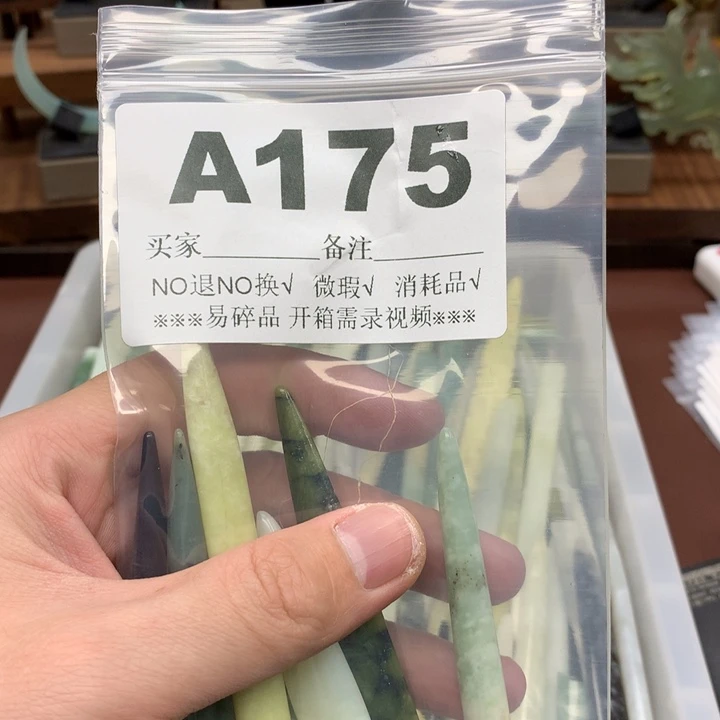 A175
买家________备注________
NO退NO换√ 微瑕√ 消耗品√
※※※易碎品 开箱需录视频※※※